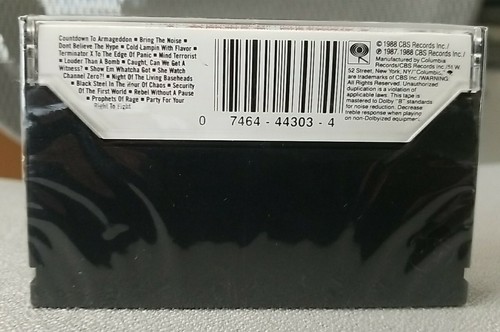 Countdown To Armageddon ■ Bring The Noise ■
Dont Believe The Hype ■ Cold Lampin With Flavor ■
Terminator X To The Edge Of Panic ■ Mind Terrorist
■ Louder Than A Bomb ■ Caught, Can We Get A
Witness? ■ Show Em Whatcha Got ■ She Watch
Channel Zero?! ■ Night Of The Living Baseheads
■ Black Steel In The Hour Of Chaos ■ Security
Of The First World ■ Rebel Without A Pause
■ Prophets Of Rage ■ Party For Your
Right To Fight
0 7464-44303-4
© 1988 CBS Records Inc./
℗ 1987, 1988 CBS Records Inc./
Manufactured by Columbia
Records/CBS Records Inc./51 W.
52 Street, New York, NY/"Columbia,"
are trademarks of CBS Inc./WARNING:
All Rights Reserved. Unauthorized
duplication is a violation of
applicable laws. This tape is
mastered to Dolby "B" standards
for noise reduction. Decrease
treble response when playing
on non-Dolbyized equipment.